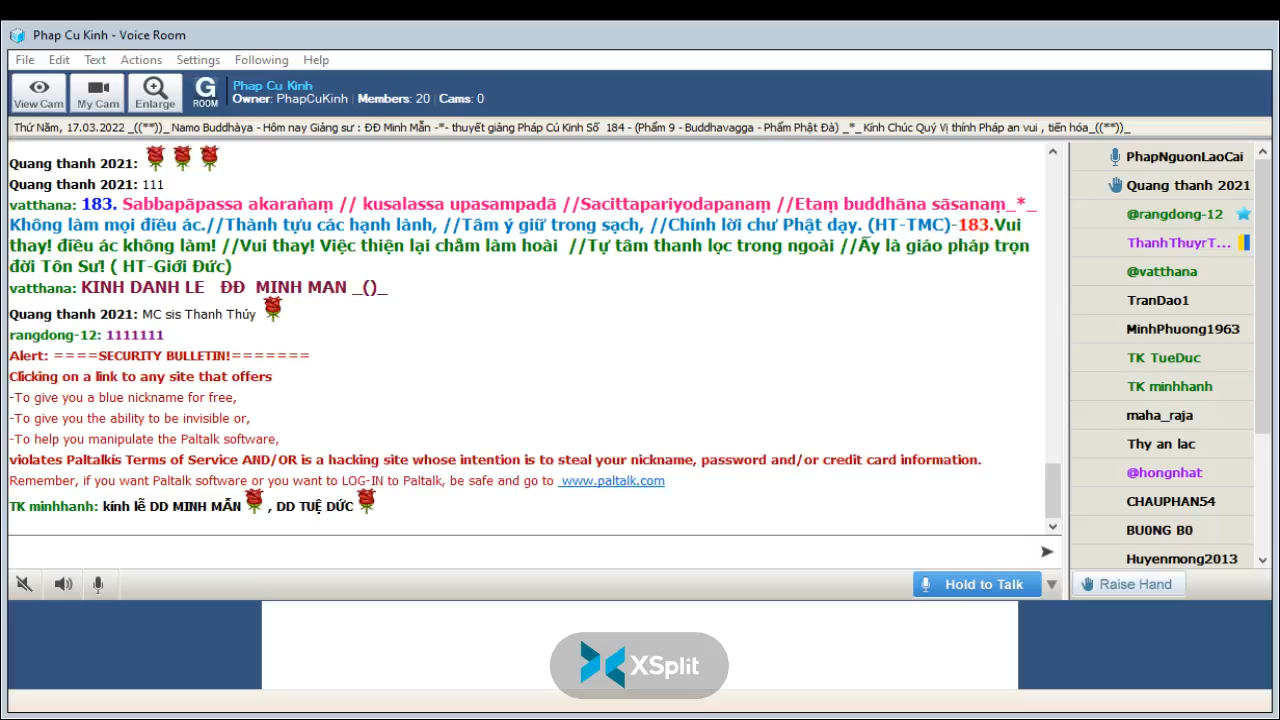 Phap Cu Kinh - Voice Room
File Edit Text Actions Settings Following Help
View Cam My Cam Enlarge G ROOM
Phap Cu Kinh
Owner: PhapCuKinh | Members: 20 | Cams: 0
Thứ Năm, 17.03.2022 _((**))_ Namo Buddhàya - Hôm nay Giảng sư : ĐĐ Minh Mẫn -*- thuyết giảng Pháp Cú Kinh Số 184 - (Phẩm 9 - Buddhavagga - Phẩm Phật Đà) _*_ Kính Chúc Quý Vị thính Pháp an vui , tiến hóa_((**))_
Quang thanh 2021:
Quang thanh 2021: 111
vatthana: 183. Sabbapāpassa akaraṅaṃ // kusalassa upasampadā //Sacittapariyodapanaṃ //Etaṃ buddhāna sāsanaṃ_*_
Không làm mọi điều ác.//Thành tựu các hạnh lành, //Tâm ý giữ trong sạch, //Chính lời chư Phật dạy. (HT-TMC)-183.Vui
thay! điều ác không làm! //Vui thay! Việc thiện lại chăm làm hoài //Tự tâm thanh lọc trong ngoài //Ấy là giáo pháp trọn
đời Tôn Sư! ( HT-Giới Đức)
vatthana: KINH DANH LE ĐĐ MINH MAN _()_
Quang thanh 2021: MC sis Thanh Thúy
rangdong-12: 1111111
Alert: ====SECURITY BULLETIN!=======
Clicking on a link to any site that offers
-To give you a blue nickname for free,
-To give you the ability to be invisible or,
-To help you manipulate the Paltalk software,
violates Paltalkís Terms of Service AND/OR is a hacking site whose intention is to steal your nickname, password and/or credit card information.
Remember, if you want Paltalk software or you want to LOG-IN to Paltalk, be safe and go to www.paltalk.com
TK minhhanh: kính lễ DD MINH MẪN , DD TUỆ DỨC
PhapNguonLaoCai
Quang thanh 2021
@rangdong-12
ThanhThuyrT...
@vatthana
TranDao1
MinhPhuong1963
TK TueDuc
TK minhhanh
maha_raja
Thy an lac
@hongnhat
CHAUPHAN54
BU0NG B0
Huyenmong2013
Hold to Talk
Raise Hand
XSplit